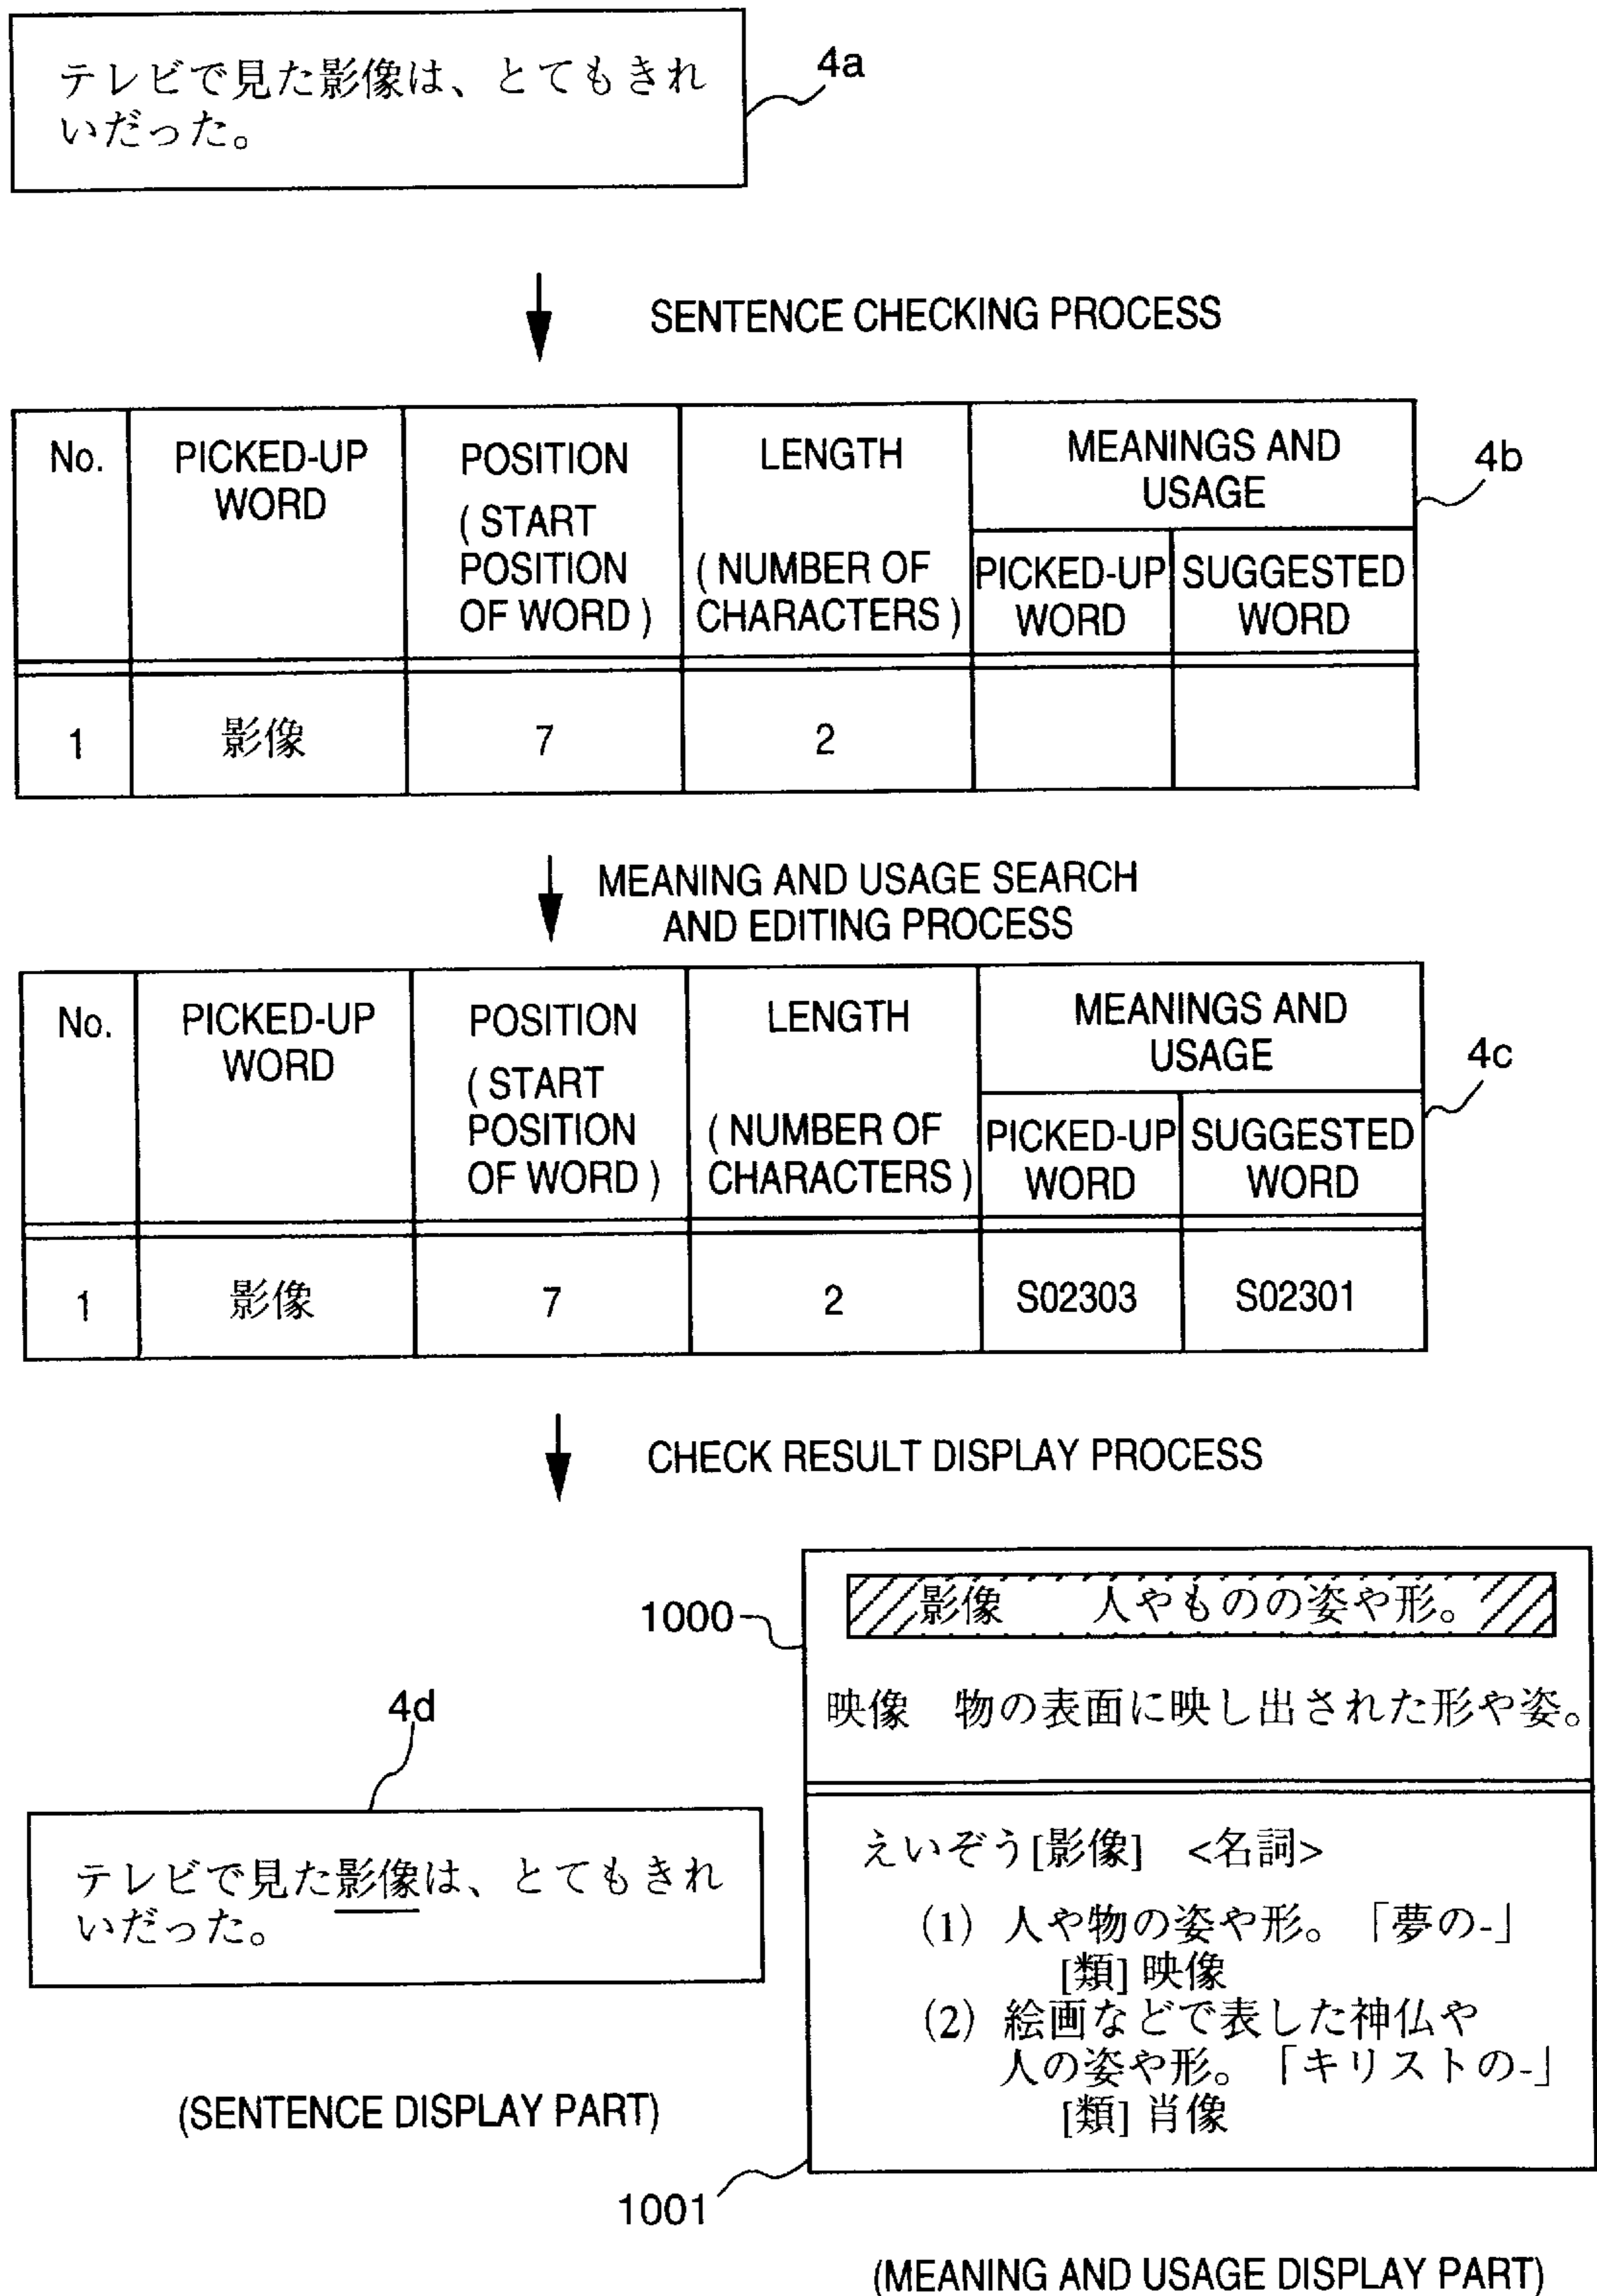 テレビで見た影像は、とてもきれ
いだった。
4a
SENTENCE CHECKING PROCESS
No.
PICKED-UP
WORD
POSITION
( START
POSITION
OF WORD )
LENGTH
( NUMBER OF
CHARACTERS )
MEANINGS AND
USAGE
PICKED-UP
WORD
SUGGESTED
WORD
4b
1 影像 7 2
MEANING AND USAGE SEARCH
AND EDITING PROCESS
No.
PICKED-UP
WORD
POSITION
( START
POSITION
OF WORD )
LENGTH
( NUMBER OF
CHARACTERS )
MEANINGS AND
USAGE
PICKED-UP
WORD
SUGGESTED
WORD
4c
1 影像 7 2 S02303 S02301
CHECK RESULT DISPLAY PROCESS
4d
テレビで見た影像は、とてもきれ
いだった。
(SENTENCE DISPLAY PART)
1000
影像 人やものの姿や形。
映像 物の表面に映し出された形や姿。
えいぞう[影像] <名詞>
(1) 人や物の姿や形。「夢の-」
[類] 映像
(2) 絵画などで表した神仏や
人の姿や形。「キリストの-」
[類] 肖像
1001
(MEANING AND USAGE DISPLAY PART)